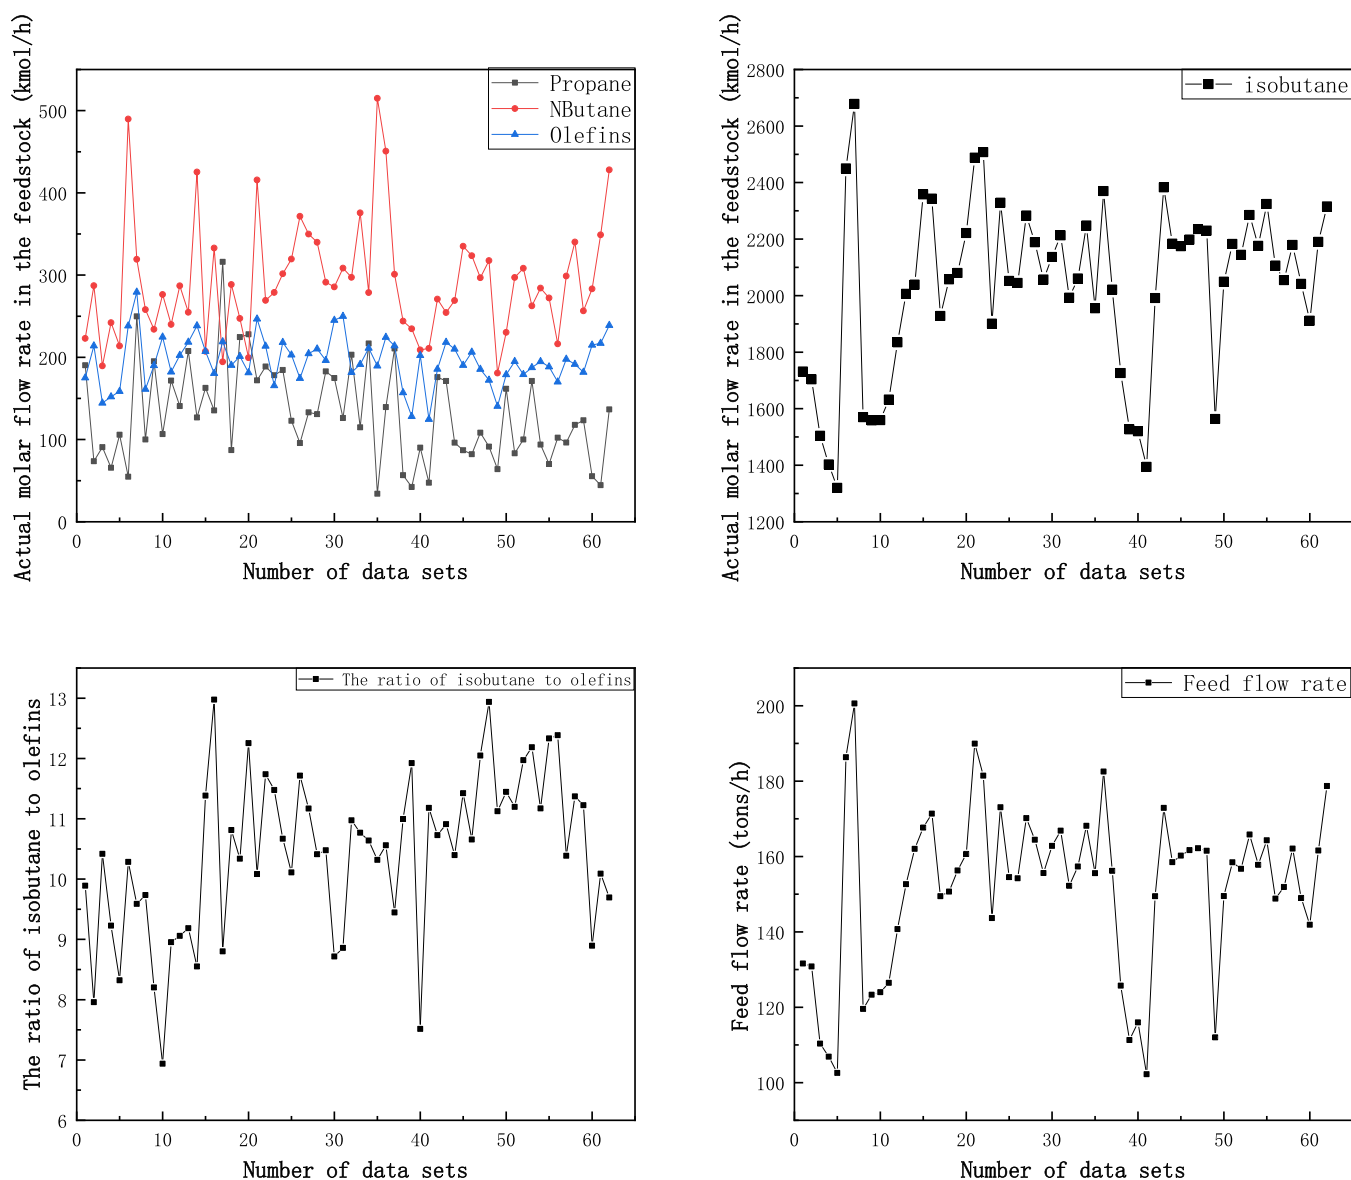 Actual molar flow rate in the feedstock (kmol/h)
500
400
300
200
100
0
Propane
NButane
Olefins
0 10 20 30 40 50 60
Number of data sets
Actual molar flow rate in the feedstock (kmol/h)
2800
2600
2400
2200
2000
1800
1600
1400
1200
isobutane
0 10 20 30 40 50 60
Number of data sets
The ratio of isobutane to olefins
13
12
11
10
9
8
7
6
The ratio of isobutane to olefins
0 10 20 30 40 50 60
Number of data sets
Feed flow rate (tons/h)
200
180
160
140
120
100
Feed flow rate
0 10 20 30 40 50 60
Number of data sets